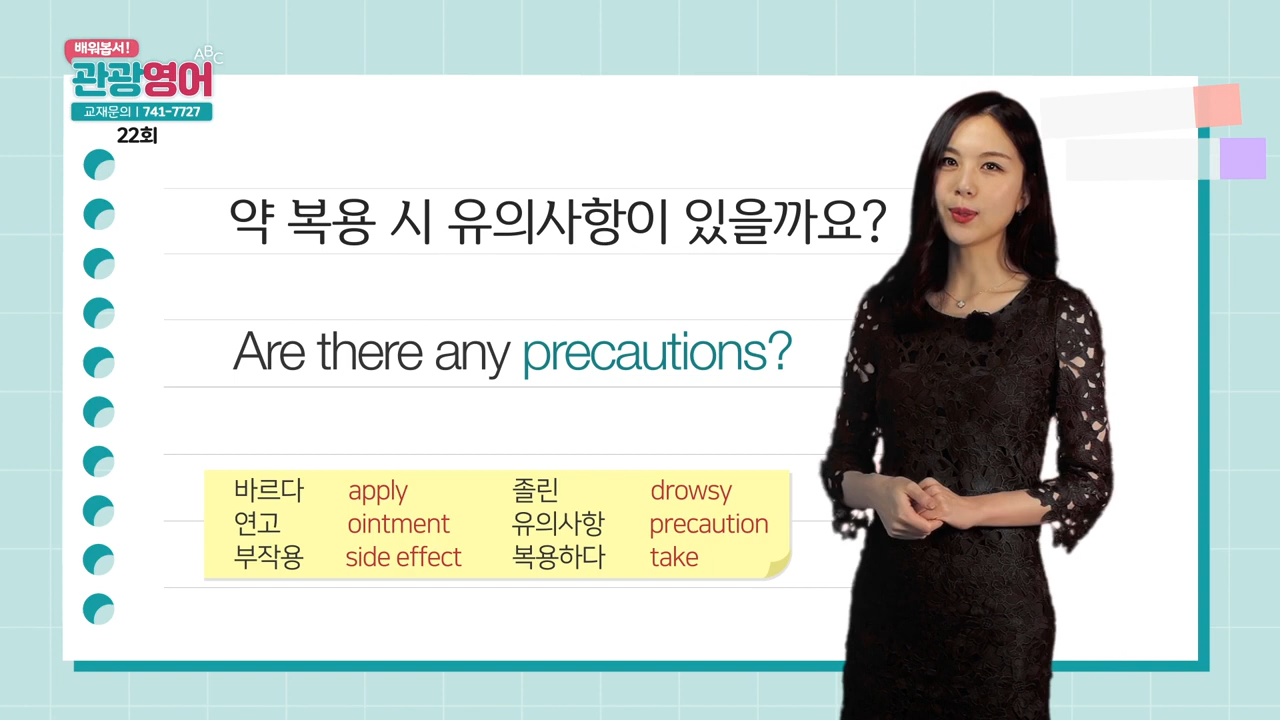 배워봅서!
ABC
관광영어
교재문의 | 741-7727
22회
약 복용 시 유의사항이 있을까요?
Are there any precautions?
바르다 apply 졸린 drowsy
연고 ointment 유의사항 precaution
부작용 side effect 복용하다 take